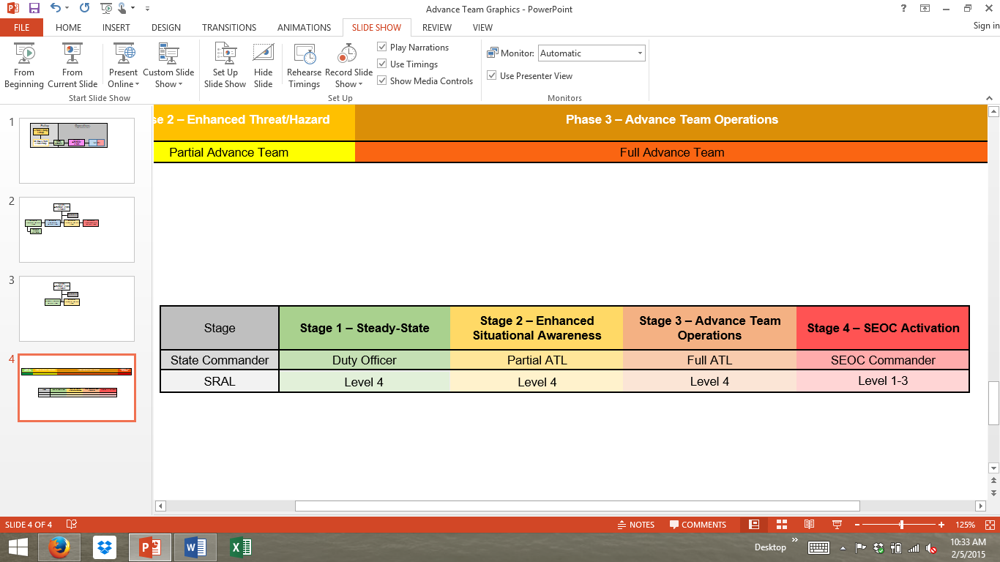 Advance Team Graphics - PowerPoint
?
Sign in
FILE HOME INSERT DESIGN TRANSITIONS ANIMATIONS SLIDE SHOW REVIEW VIEW
From Beginning
From Current Slide
Present Online
Custom Slide Show
Start Slide Show
Set Up Slide Show
Hide Slide
Rehearse Timings
Record Slide Show
Play Narrations
Use Timings
Show Media Controls
Set Up
Monitor: Automatic
Use Presenter View
Monitors
1
2
3
4
se 2 – Enhanced Threat/Hazard Phase 3 – Advance Team Operations
Partial Advance Team Full Advance Team
Stage Stage 1 – Steady-State Stage 2 – Enhanced Situational Awareness Stage 3 – Advance Team Operations Stage 4 – SEOC Activation
State Commander Duty Officer Partial ATL Full ATL SEOC Commander
SRAL Level 4 Level 4 Level 4 Level 1-3
SLIDE 4 OF 4 NOTES COMMENTS 125%
Desktop
10:33 AM
2/5/2015